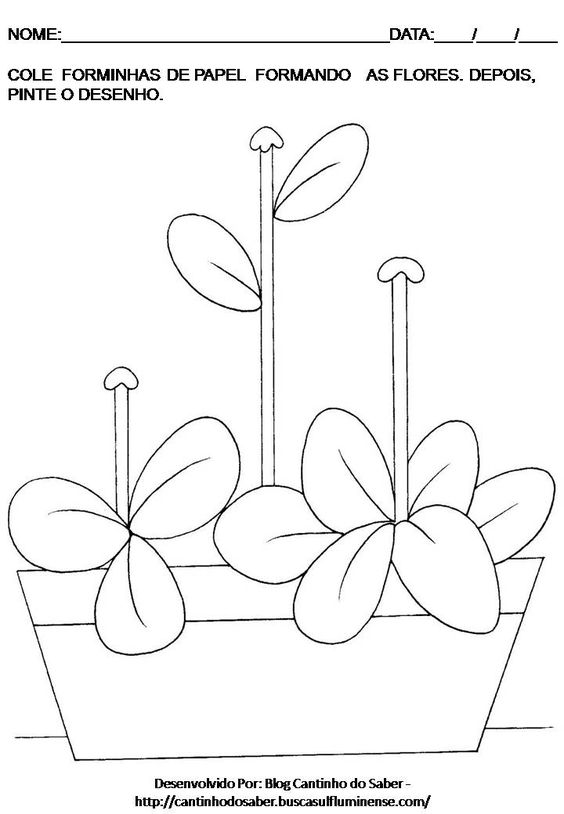 NOME:______________________________________DATA:____/____/____
COLE FORMINHAS DE PAPEL FORMANDO AS FLORES. DEPOIS,
PINTE O DESENHO.
Desenvolvido Por: Blog Cantinho do Saber -
http://cantinhodosaber.buscasulfluminense.com/